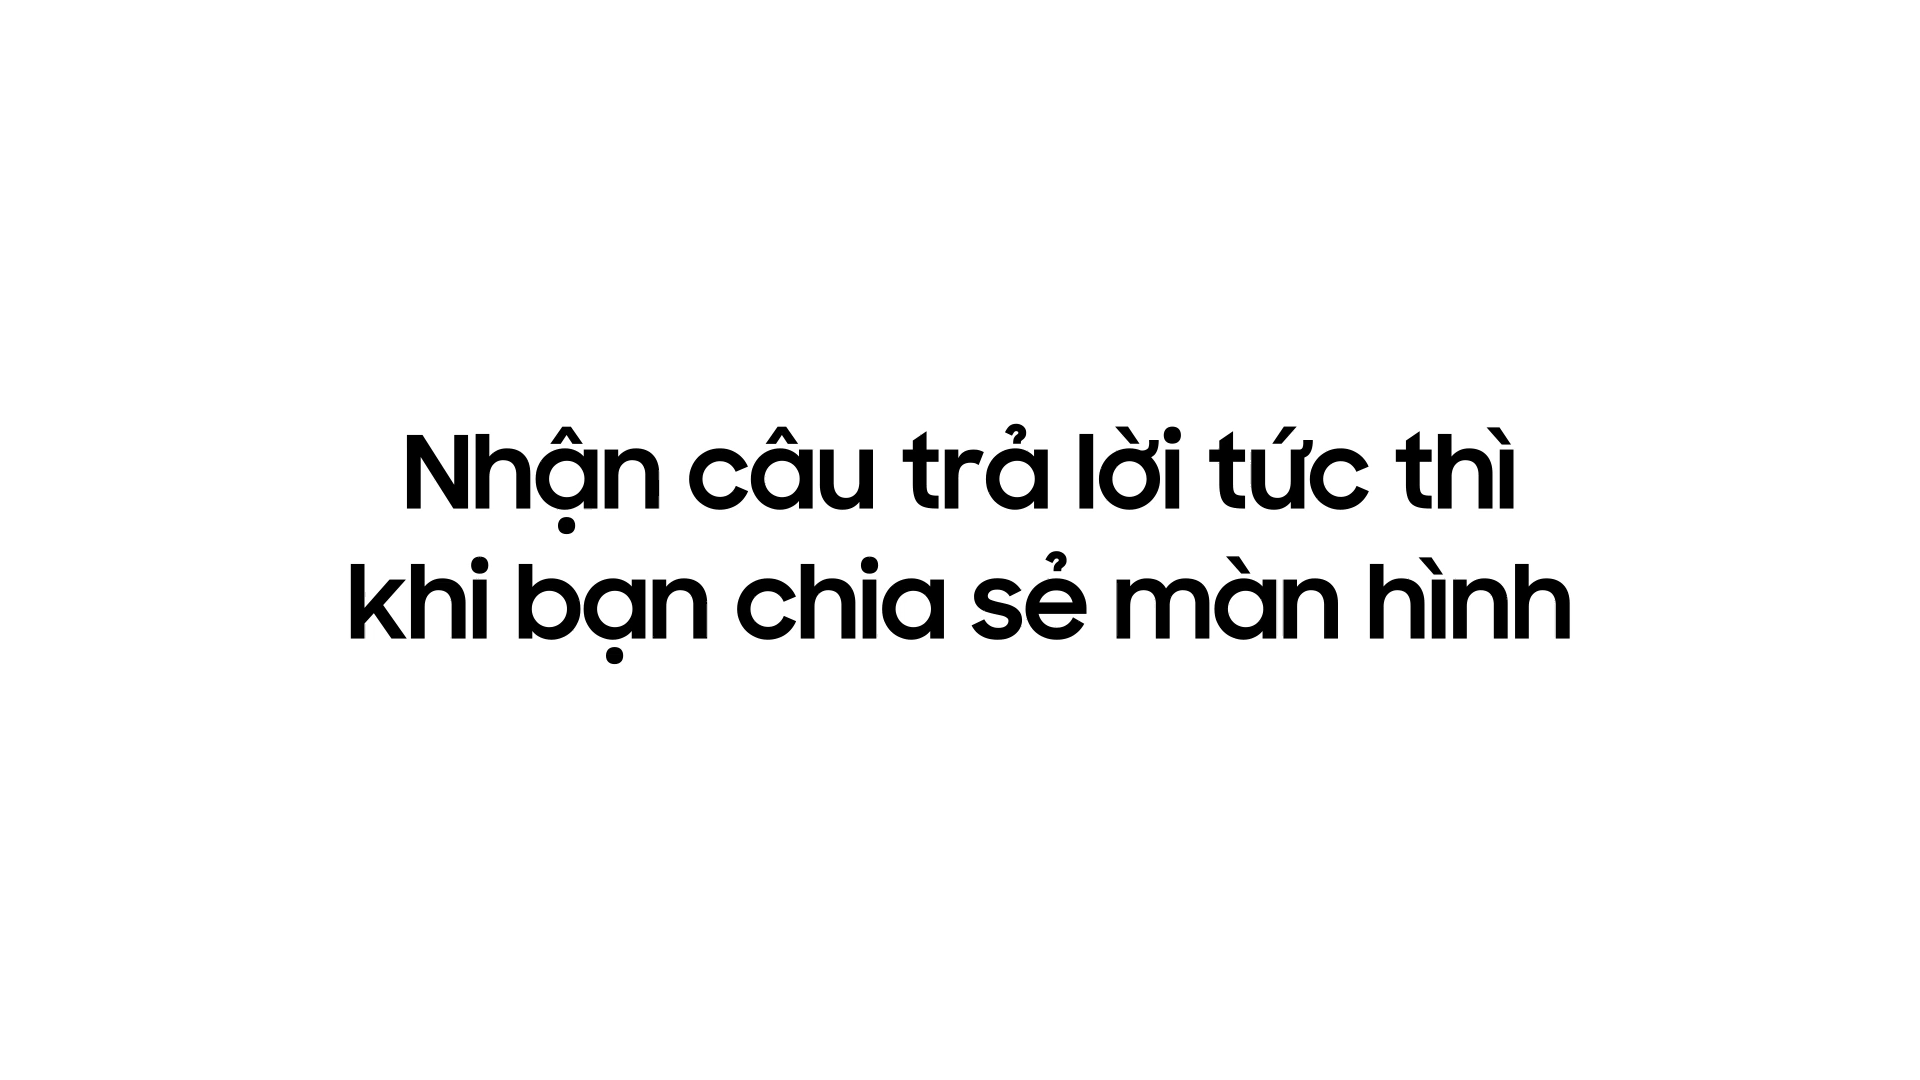 Nhận câu trả lời tức thì
khi bạn chia sẻ màn hình